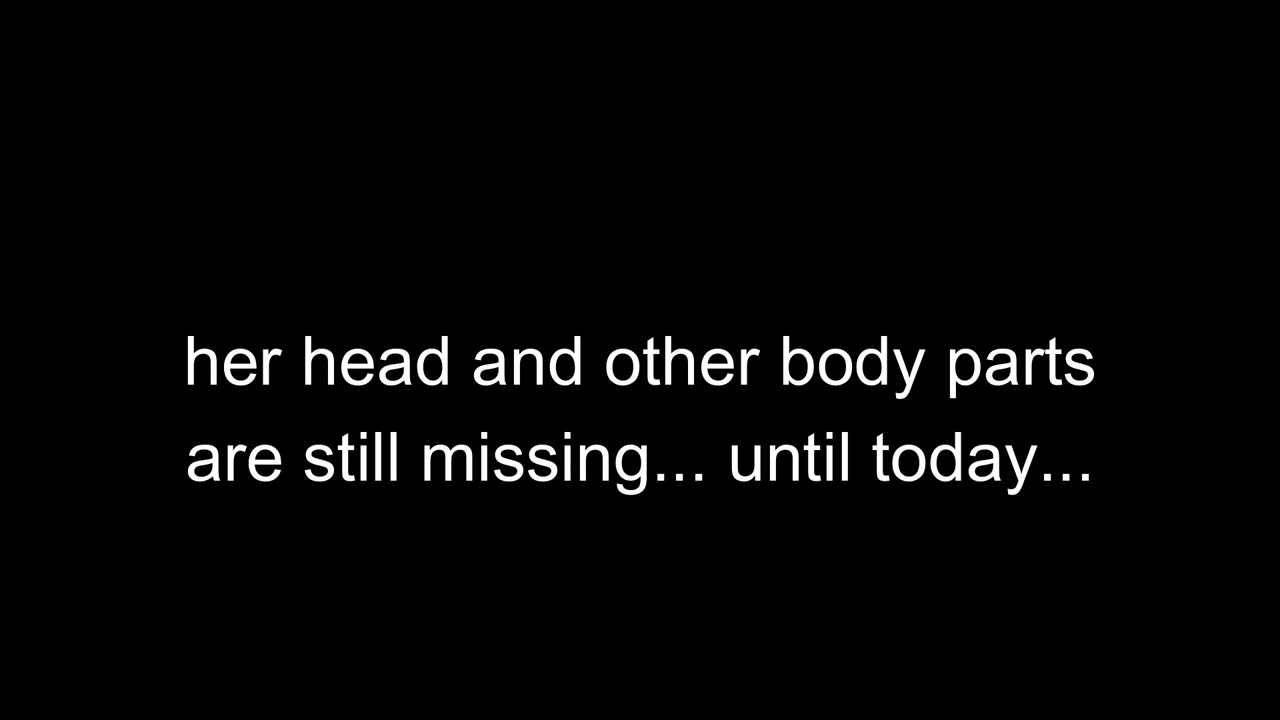 her head and other body parts
are still missing... until today...